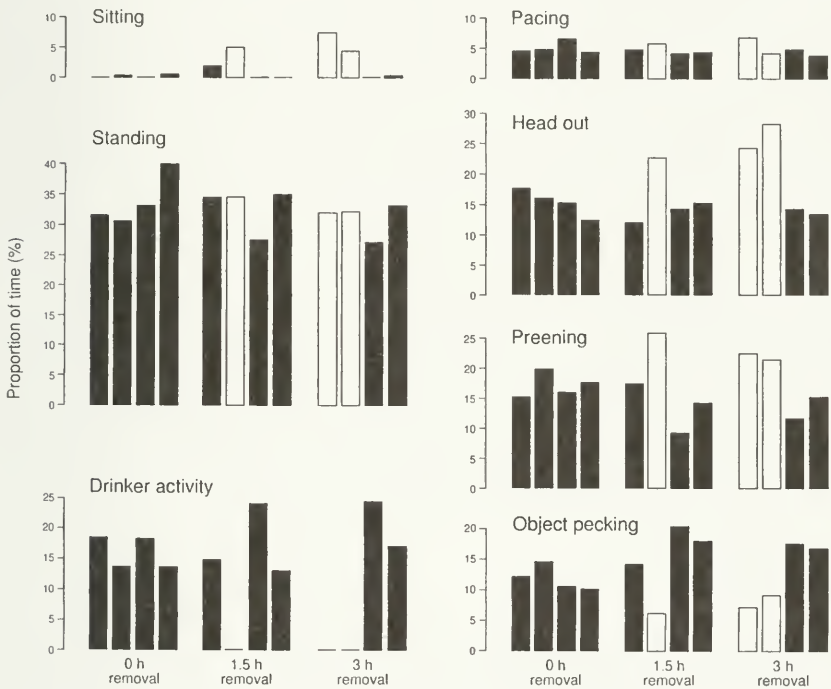 Proportion of time (%)
Sitting
10
5
0
Standing
40
35
30
25
20
15
10
5
0
Drinker activity
25
20
15
10
5
0
0 h
removal
1.5 h
removal
3 h
removal
Pacing
10
5
0
Head out
30
25
20
15
10
5
0
Preening
25
20
15
10
5
0
Object pecking
20
15
10
5
0
0 h
removal
1.5 h
removal
3 h
removal